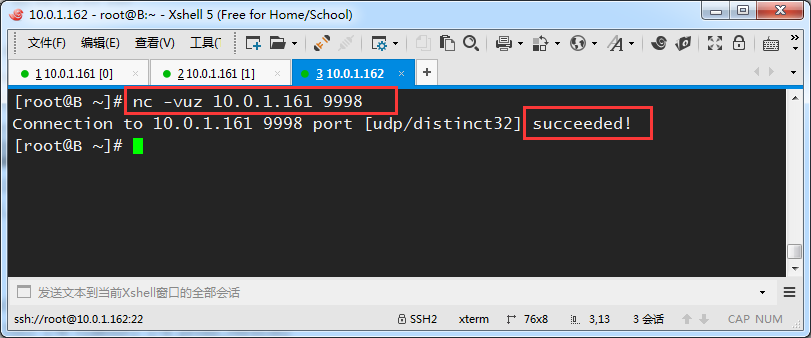 10.0.1.162 - root@B:~ - Xshell 5 (Free for Home/School)
文件(F) 编辑(E) 查看(V) 工具
1 10.0.1.161 [0] × 2 10.0.1.161 [1] × 3 10.0.1.162 × +
[root@B ~]# nc -vuz 10.0.1.161 9998
Connection to 10.0.1.161 9998 port [udp/distinct32] succeeded!
[root@B ~]#
发送文本到当前Xshell窗口的全部会话
ssh://root@10.0.1.162:22 SSH2 xterm 76x8 3,13 3 会话 CAP NUM